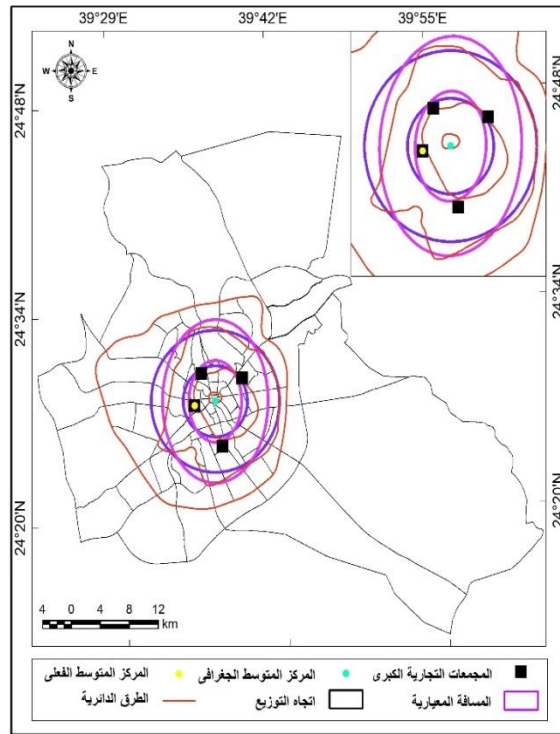 39°29'E 39°42'E 39°55'E
N
W E
S
24°48'N 24°48'N
24°34'N 24°34'N
24°20'N 24°20'N
4 0 4 8 12
km
المجمعات التجارية الكبرى المركز المتوسط الجغرافى المركز المتوسط الفعلى
المسافة المعيارية اتجاه التوزيع الطرق الدائرية